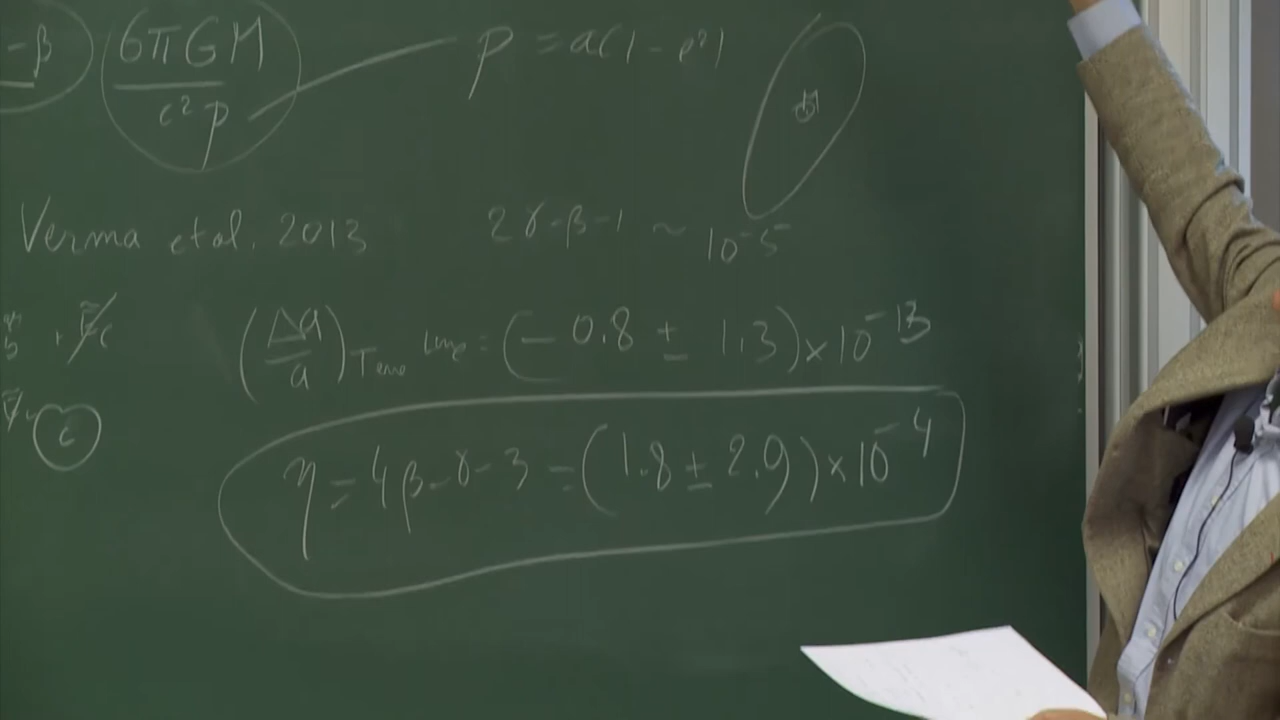 -β 6πGM / c²p p = a(1 - e²)
Verma et al. 2013 2γ-β-1 ~ 10⁻⁵
(Δa/a) = (-0.8 ± 1.3) × 10⁻¹³
c
η = 4β-γ-3 = (1.8 ± 2.9) × 10⁻⁴